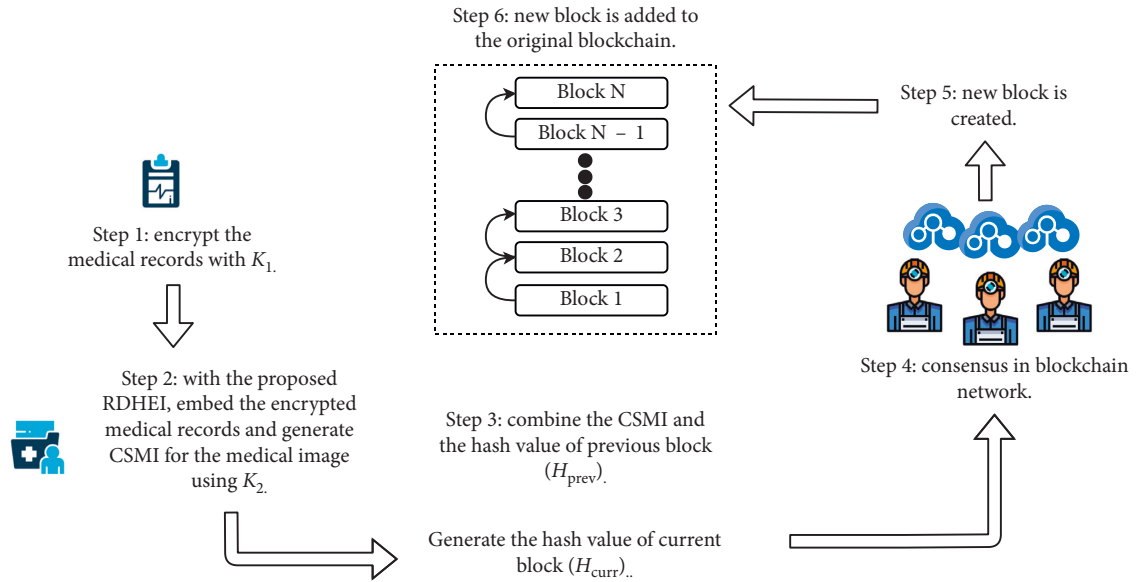 Step 1: encrypt the
medical records with K1.
Step 2: with the proposed
RDHEI, embed the encrypted
medical records and generate
CSMI for the medical image
using K2.
Step 3: combine the CSMI and
the hash value of previous block
(Hprev).
Generate the hash value of current
block (Hcurr)..
Step 4: consensus in blockchain
network.
Step 5: new block is
created.
Step 6: new block is added to
the original blockchain.
Block N
Block N – 1
Block 3
Block 2
Block 1